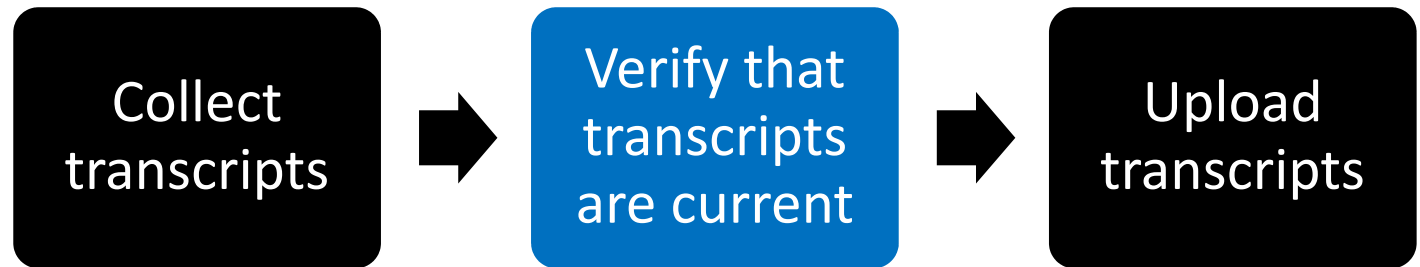 Collect
transcripts
Verify that
transcripts
are current
Upload
transcripts